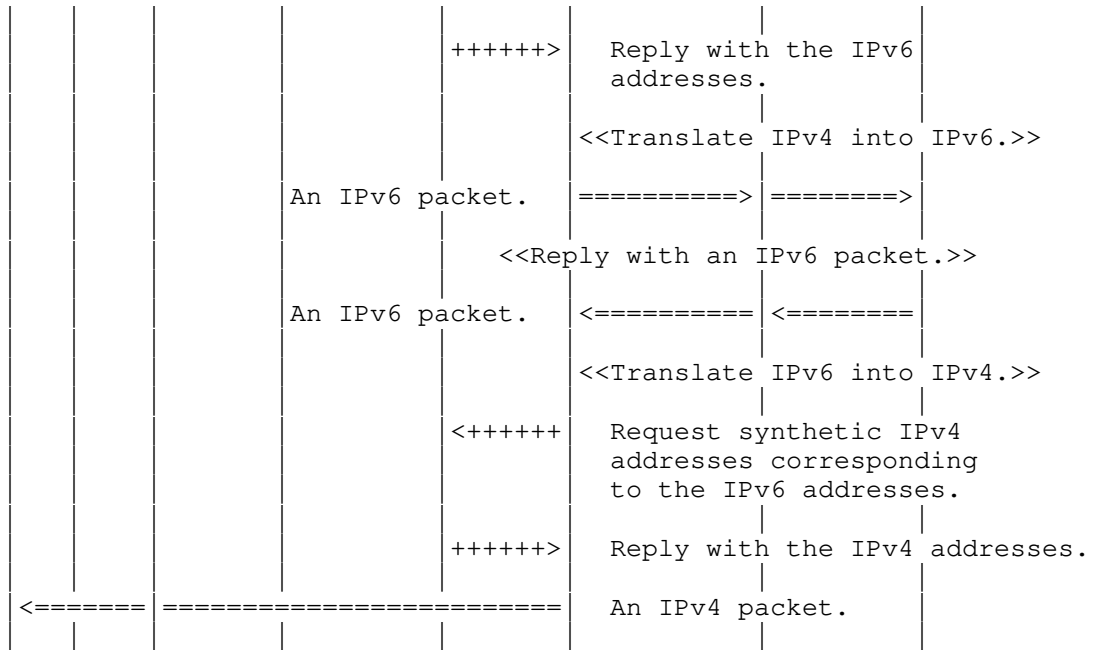 ++++++> Reply with the IPv6
addresses.
<<Translate IPv4 into IPv6.>>
An IPv6 packet. ==========> ========>
<<Reply with an IPv6 packet.>>
An IPv6 packet. <========== <========
<<Translate IPv6 into IPv4.>>
<++++++ Request synthetic IPv4
addresses corresponding
to the IPv6 addresses.
++++++> Reply with the IPv4 addresses.
<======= ========================= An IPv4 packet.